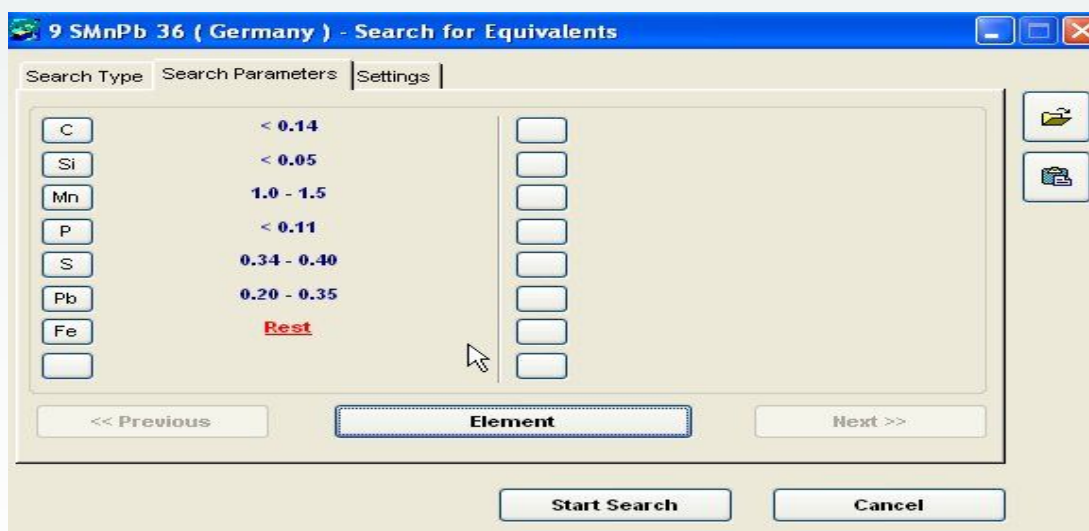 9 SMnPb 36 ( Germany ) - Search for Equivalents
Search Type Search Parameters Settings
C < 0.14
Si < 0.05
Mn 1.0 - 1.5
P < 0.11
S 0.34 - 0.40
Pb 0.20 - 0.35
Fe Rest
<< Previous Element Next >>
Start Search Cancel